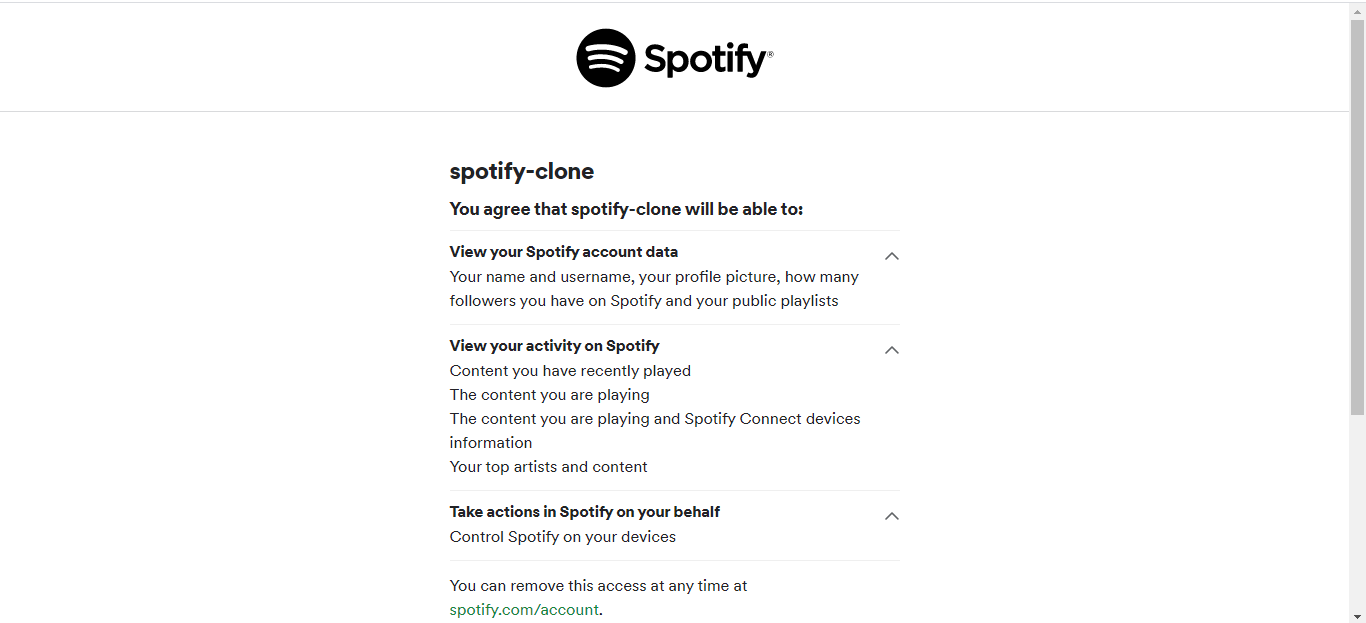 Spotify®
spotify-clone
You agree that spotify-clone will be able to:
View your Spotify account data
Your name and username, your profile picture, how many
followers you have on Spotify and your public playlists
View your activity on Spotify
Content you have recently played
The content you are playing
The content you are playing and Spotify Connect devices
information
Your top artists and content
Take actions in Spotify on your behalf
Control Spotify on your devices
You can remove this access at any time at
spotify.com/account.